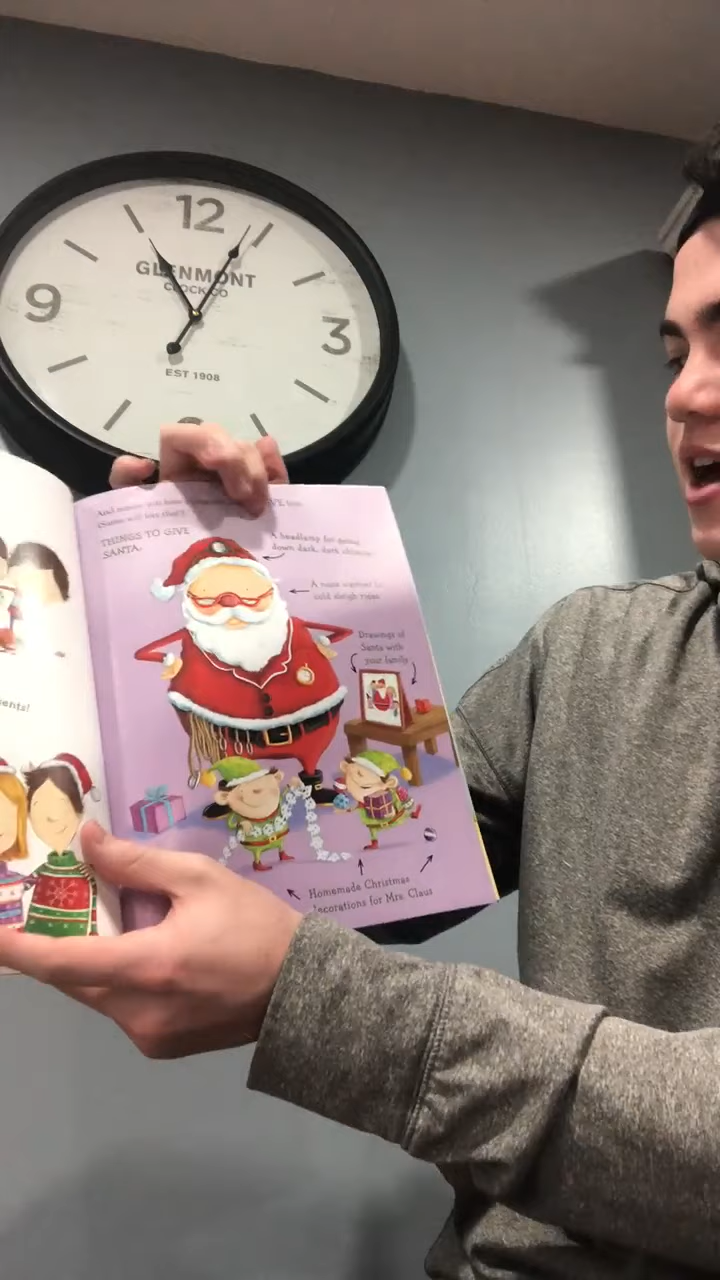 12
GLENMONT
CLOCK CO
9
3
EST 1908
THINGS TO GIVE
SANTA:
A headlamp for going
down dark, dark chimneys
A nose warmer for
cold sleigh rides
Drawings of
Santa with
your family
ents!
Homemade Christmas
decorations for Mrs. Claus